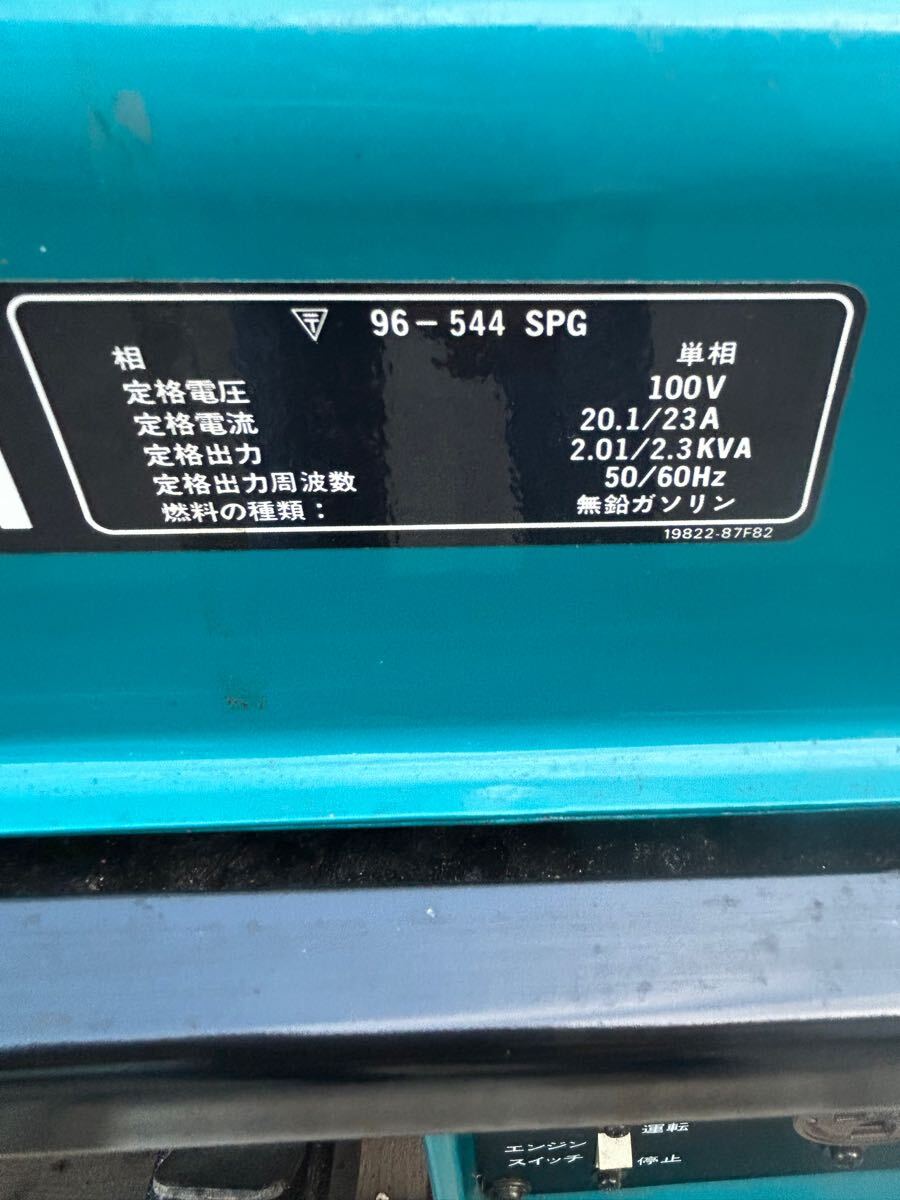 〒 96-544 SPG
相 単相
定格電圧 100V
定格電流 20.1/23A
定格出力 2.01/2.3KVA
定格出力周波数 50/60Hz
燃料の種類： 無鉛ガソリン
19822-87F82
運転
エンジン
スイッチ 停止